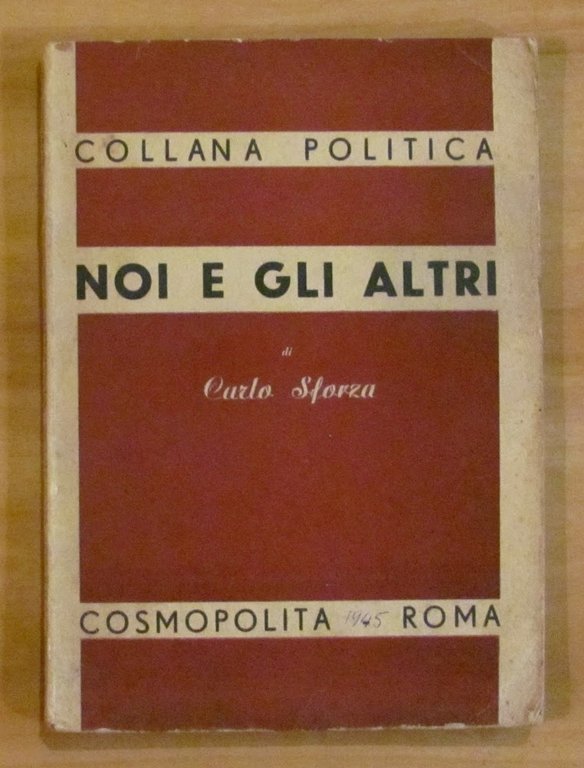 COLLANA POLITICA
NOI E GLI ALTRI
di
Carlo Sforza
COSMOPOLITA 1945 ROMA